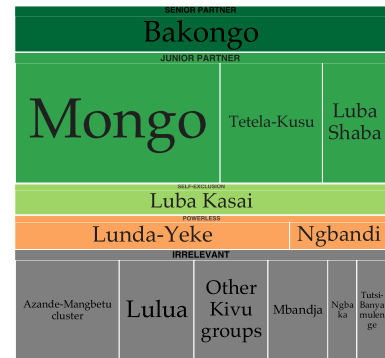 SENIOR PARTNER
Bakongo
JUNIOR PARTNER
Mongo
Tetela-Kusu
Luba
Shaba
SELF-EXCLUSION
Luba Kasai
POWERLESS
Lunda-Yeke
Ngbandi
IRRELEVANT
Azande-Mangbetu
cluster
Lulua
Other
Kivu
groups
Mbandja
Ngba
ka
Tutsi-
Banya
mulen
ge